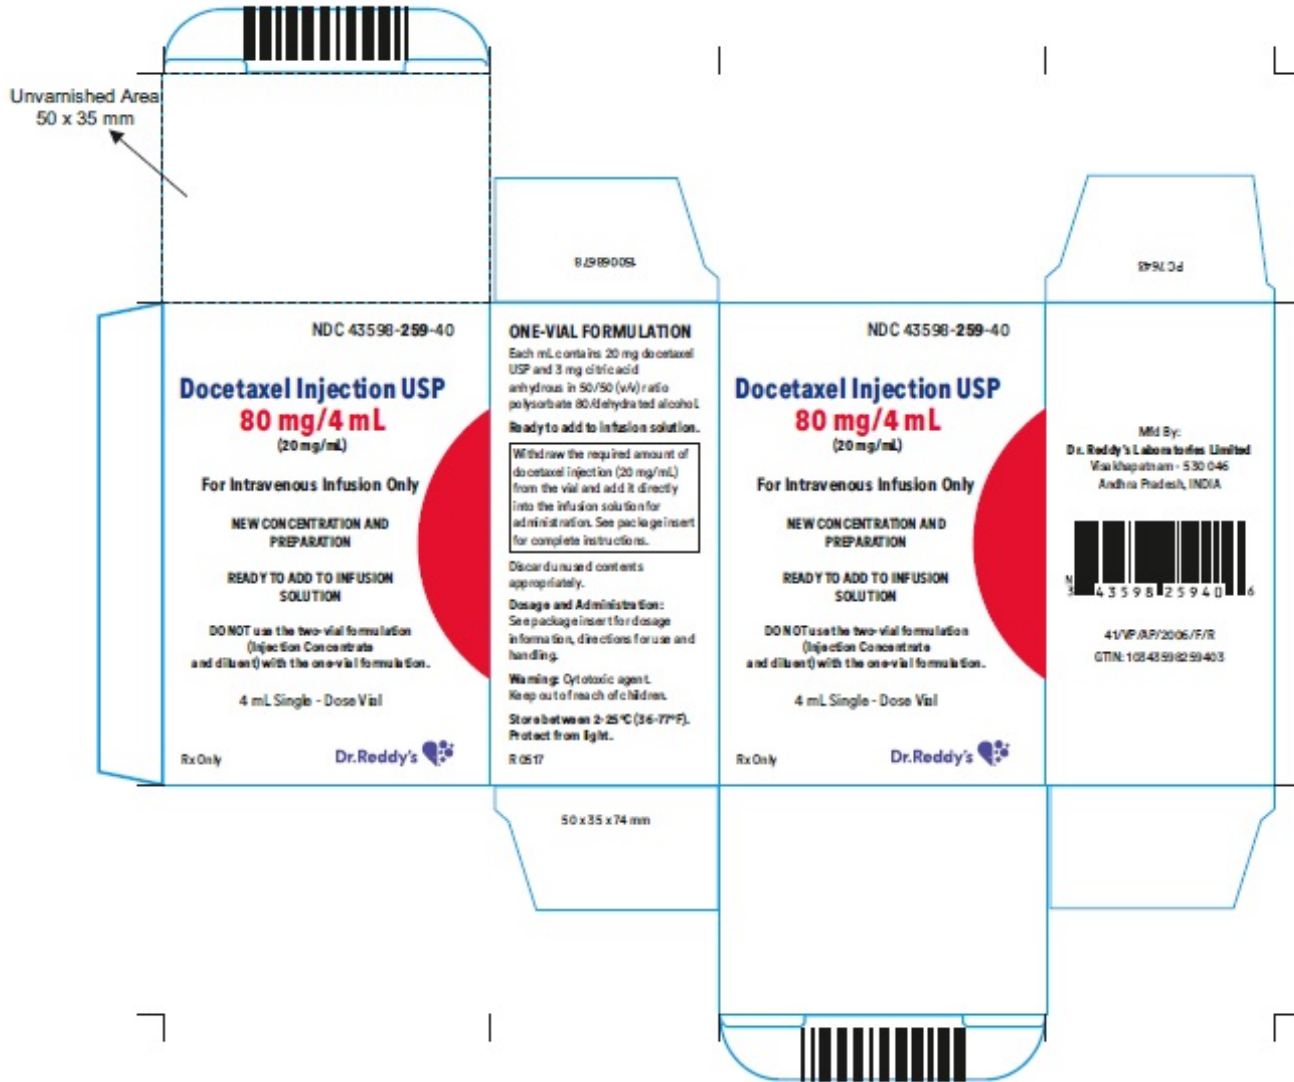 Unvarnished Area
50 x 35 mm
150069678
PC 7643
NDC 43598-259-40
Docetaxel Injection USP
80 mg/4 mL
(20 mg/mL)
For Intravenous Infusion Only
NEW CONCENTRATION AND
PREPARATION
READY TO ADD TO INFUSION
SOLUTION
DO NOT use the two-vial formulation
(Injection Concentrate
and diluent) with the one-vial formulation.
4 mL Single - Dose Vial
Rx Only
Dr.Reddy's
ONE-VIAL FORMULATION
Each mL contains 20 mg docetaxel
USP and 3 mg citric acid
anhydrous in 50/50 (v/v) ratio
polysorbate 80/dehydrated alcohol.
Ready to add to infusion solution.
Withdraw the required amount of
docetaxel injection (20 mg/mL)
from the vial and add it directly
into the infusion solution for
administration. See package insert
for complete instructions.
Discard unused contents
appropriately.
Dosage and Administration:
See package insert for dosage
information, directions for use and
handling.
Warning: Cytotoxic agent.
Keep out of reach of children.
Store between 2-25°C (36-77°F).
Protect from light.
R 0517
NDC 43598-259-40
Docetaxel Injection USP
80 mg/4 mL
(20 mg/mL)
For Intravenous Infusion Only
NEW CONCENTRATION AND
PREPARATION
READY TO ADD TO INFUSION
SOLUTION
DO NOT use the two-vial formulation
(Injection Concentrate
and diluent) with the one-vial formulation.
4 mL Single - Dose Vial
Rx Only
Dr.Reddy's
Mfd By:
Dr. Reddy's Laboratories Limited
Visakhapatnam - 530 046
Andhra Pradesh, INDIA
N
3 43598 25940 6
41/VP/AP/2006/F/R
GTIN: 10343598259403
50 x 35 x 74 mm